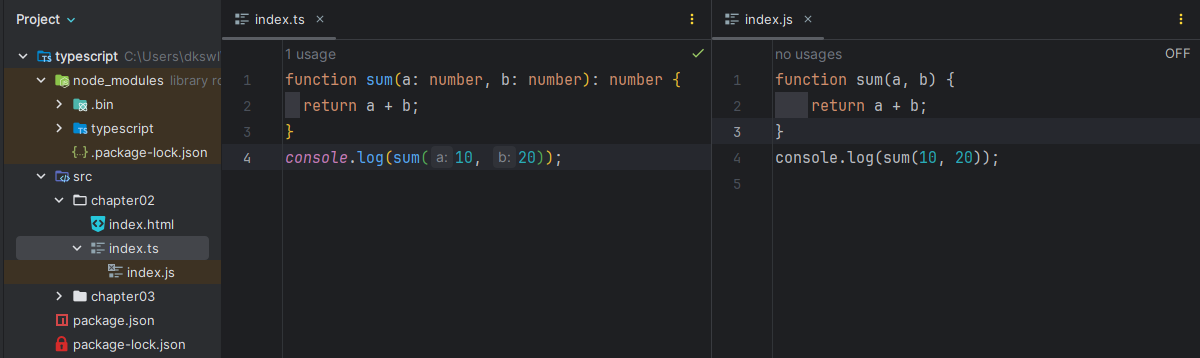 Project
typescript C:\Users\dkswl
node_modules library ro
.bin
typescript
.package-lock.json
src
chapter02
index.html
index.ts
index.js
chapter03
package.json
package-lock.json
index.ts
1 usage
1 function sum(a: number, b: number): number {
2 return a + b;
3 }
4 console.log(sum( a: 10, b: 20));
index.js
no usages
OFF
1 function sum(a, b) {
2 return a + b;
3 }
4 console.log(sum(10, 20));
5